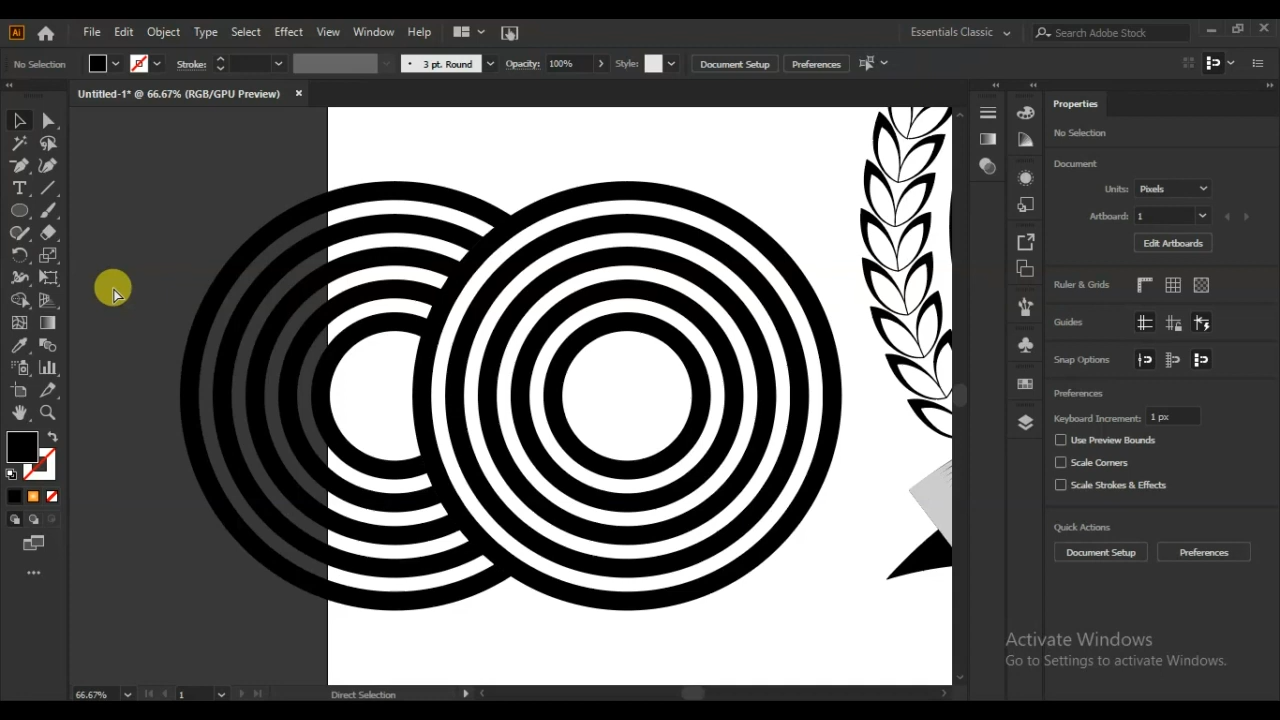 Ai File Edit Object Type Select Effect View Window Help Essentials Classic Search Adobe Stock
No Selection Stroke: 3 pt. Round Opacity: 100% Style: Document Setup Preferences
Untitled-1* @ 66.67% (RGB/GPU Preview)
Properties
No Selection
Document
Units: Pixels
Artboard: 1
Edit Artboards
Ruler & Grids
Guides
Snap Options
Preferences
Keyboard Increment: 1 px
Use Preview Bounds
Scale Corners
Scale Strokes & Effects
Quick Actions
Document Setup Preferences
Activate Windows
Go to Settings to activate Windows.
66.67% 1 Direct Selection